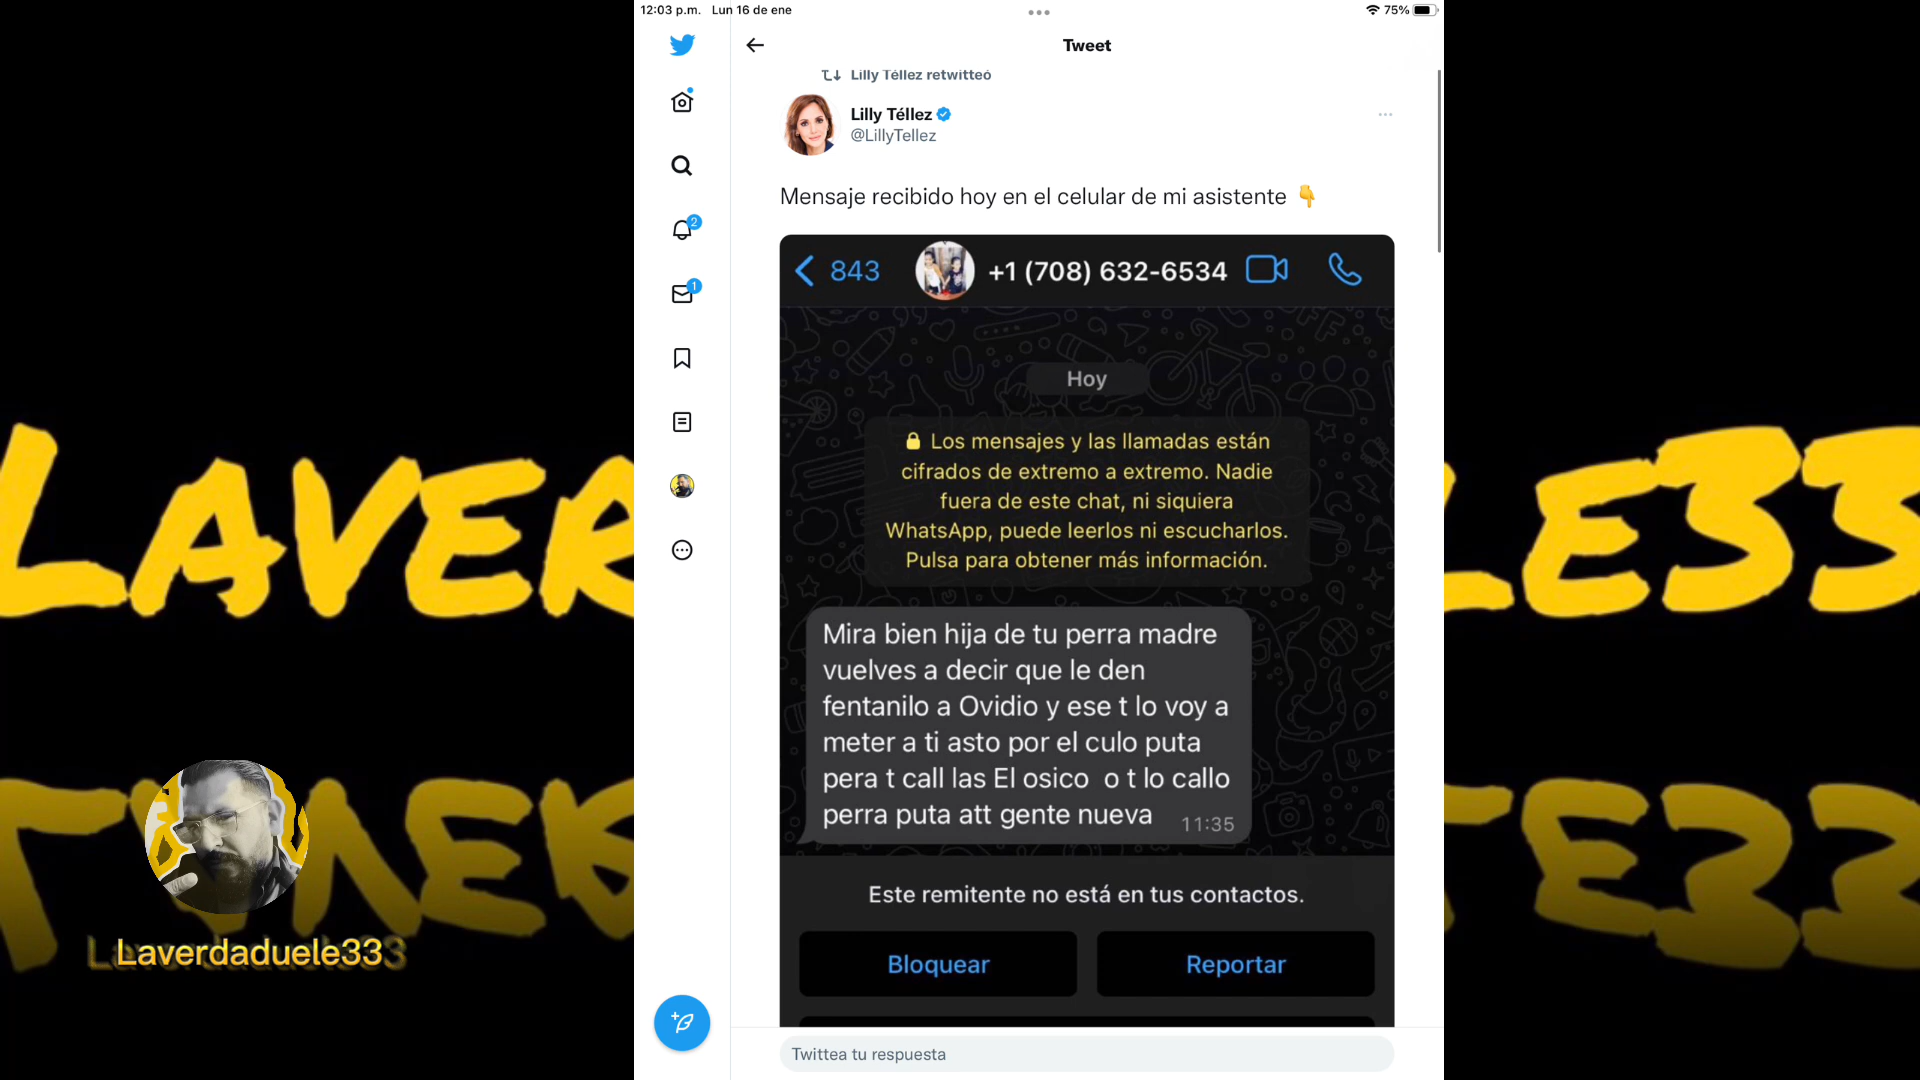 12:03 p.m. Lun 16 de ene
75%
Tweet
Lilly Téllez retwitteó
Lilly Téllez
@LillyTellez
Mensaje recibido hoy en el celular de mi asistente 👇
843
+1 (708) 632-6534
Hoy
Los mensajes y las llamadas están
cifrados de extremo a extremo. Nadie
fuera de este chat, ni siquiera
WhatsApp, puede leerlos ni escucharlos.
Pulsa para obtener más información.
Mira bien hija de tu perra madre
vuelves a decir que le den
fentanilo a Ovidio y ese t lo voy a
meter a ti asto por el culo puta
pera t call las El osico o t lo callo
perra puta att gente nueva
11:35
Este remitente no está en tus contactos.
Bloquear
Reportar
Twittea tu respuesta
2
1
Laver
le33
Laverdaduele333